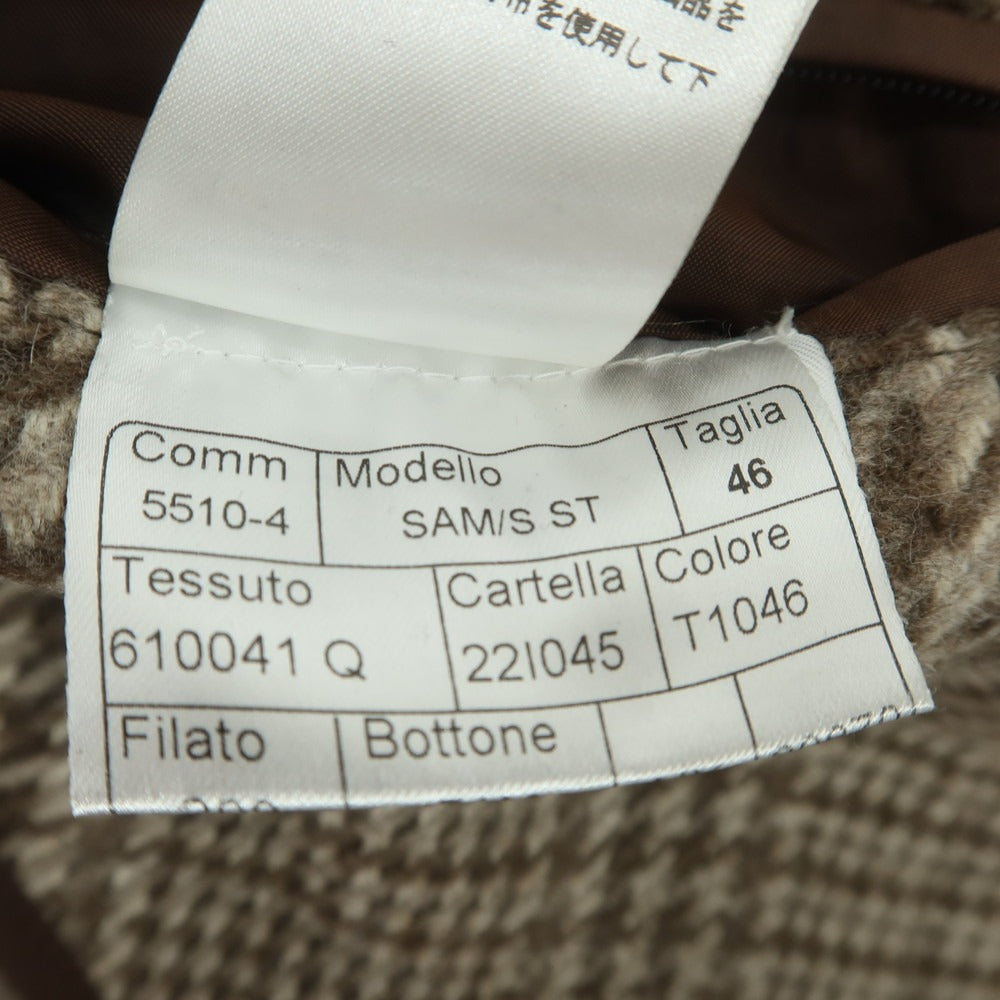 品を
を使用して下
Comm Modello Taglia
5510-4 SAM/S ST 46
Tessuto Cartella Colore
610041 Q 22I045 T1046
Filato Bottone